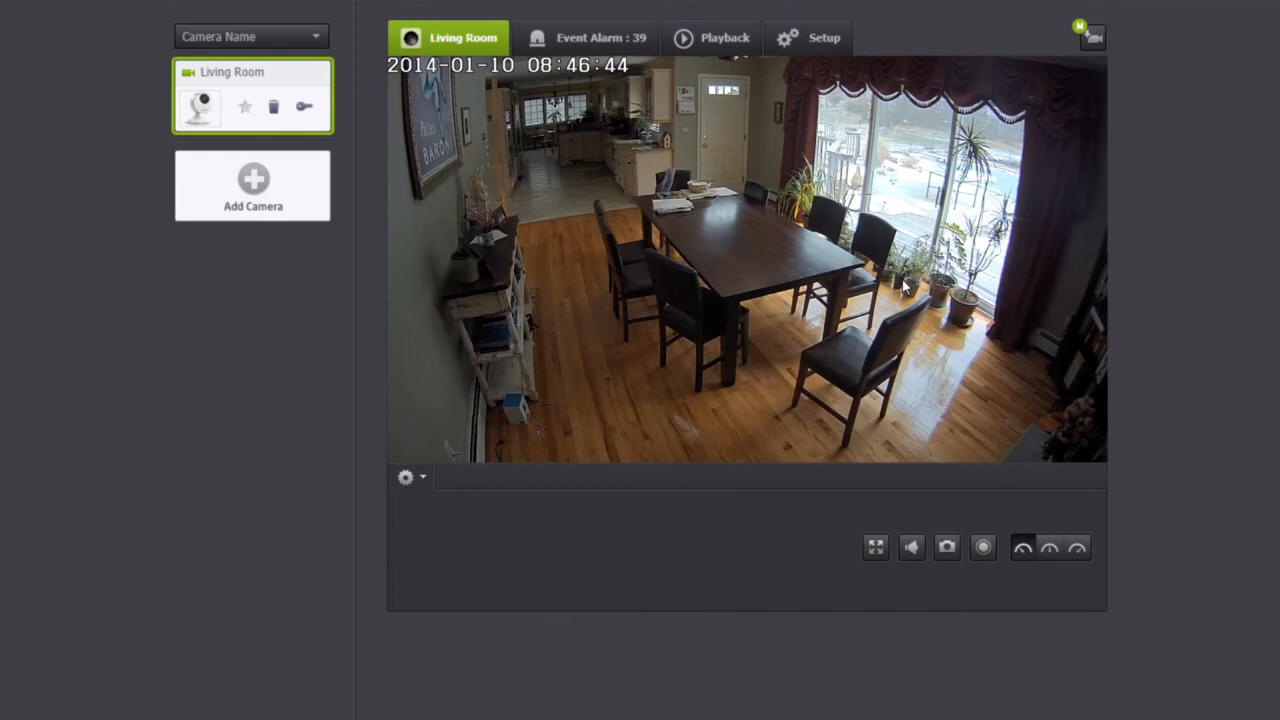 Camera Name
Living Room
Add Camera
Living Room
Event Alarm : 39
Playback
Setup
N
2014-01-10 08:46:44
Pates
BARONI